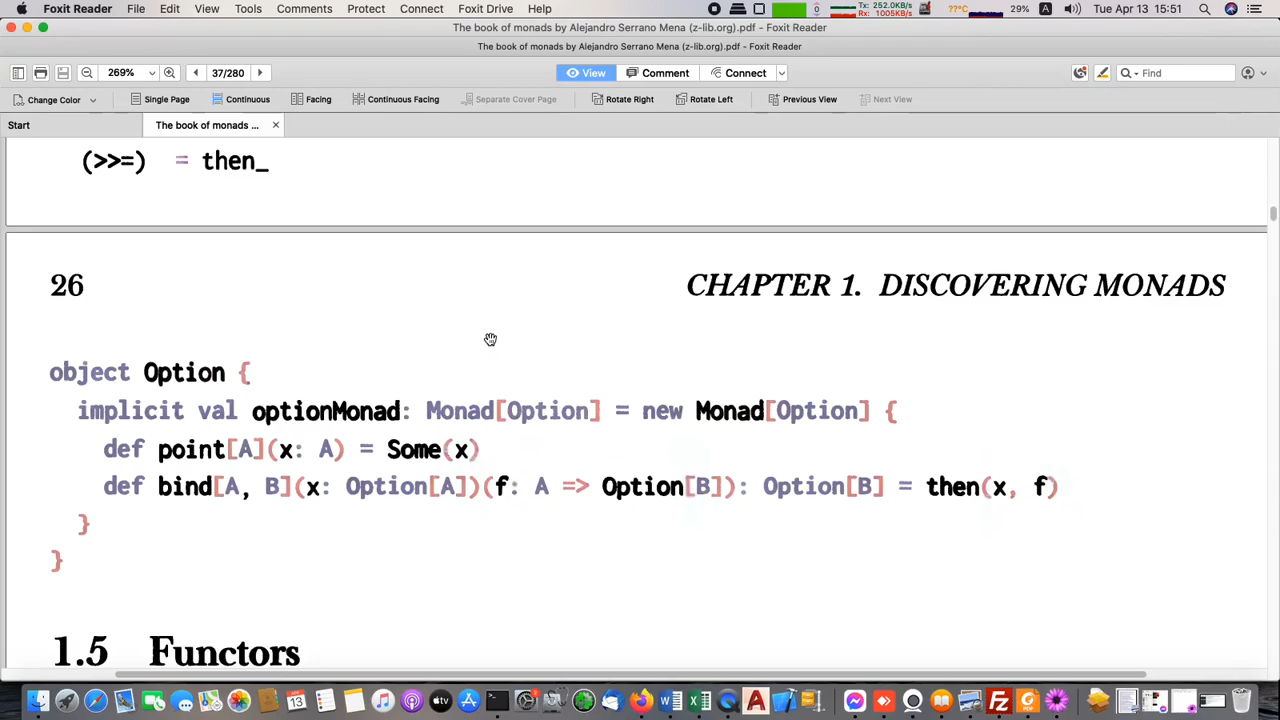 Foxit Reader File Edit View Tools Comments Protect Connect Foxit Drive Help Tx: 252.0KB/s Rx: 1005KB/s ??°C 29% A Tue Apr 13 15:51
The book of monads by Alejandro Serrano Mena (z-lib.org).pdf - Foxit Reader
The book of monads by Alejandro Serrano Mena (z-lib.org).pdf - Foxit Reader
269% 37/280 View Comment Connect Find
Change Color Single Page Continuous Facing Continuous Facing Separate Cover Page Rotate Right Rotate Left Previous View Next View
Start The book of monads ...
(>>=) = then_
26 CHAPTER 1. DISCOVERING MONADS
object Option {
implicit val optionMonad: Monad[Option] = new Monad[Option] {
def point[A](x: A) = Some(x)
def bind[A, B](x: Option[A])(f: A => Option[B]): Option[B] = then(x, f)
}
}
1.5 Functors